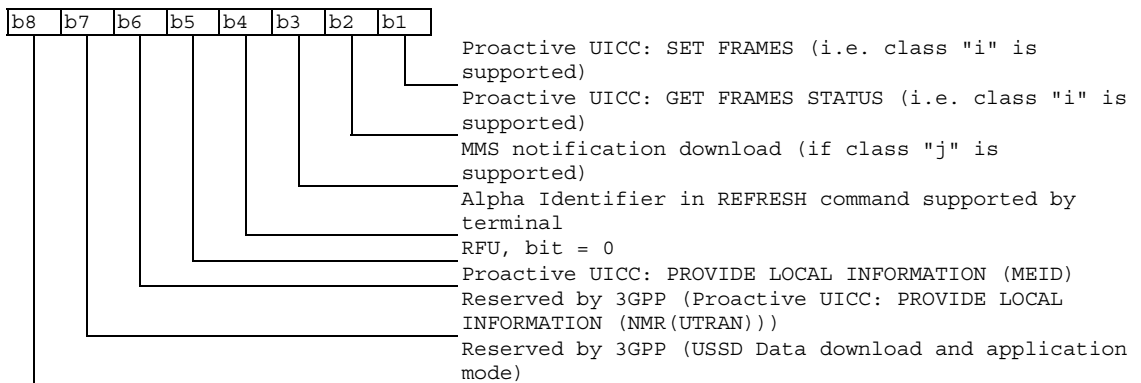 b8 b7 b6 b5 b4 b3 b2 b1
Proactive UICC: SET FRAMES (i.e. class "i" is
supported)
Proactive UICC: GET FRAMES STATUS (i.e. class "i" is
supported)
MMS notification download (if class "j" is
supported)
Alpha Identifier in REFRESH command supported by
terminal
RFU, bit = 0
Proactive UICC: PROVIDE LOCAL INFORMATION (MEID)
Reserved by 3GPP (Proactive UICC: PROVIDE LOCAL
INFORMATION (NMR(UTRAN)))
Reserved by 3GPP (USSD Data download and application
mode)